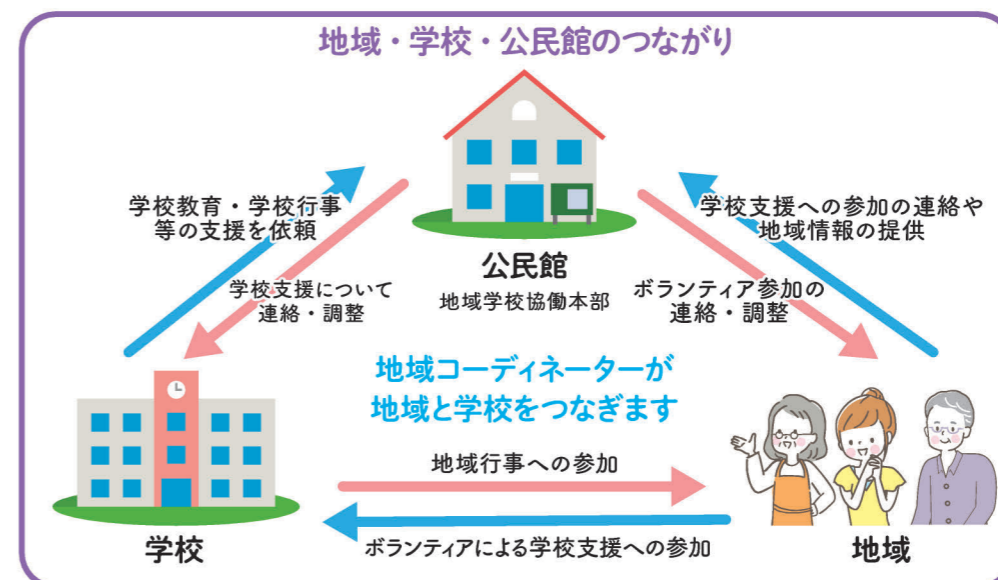 地域・学校・公民館のつながり
学校教育・学校行事
等の支援を依頼
学校支援への参加の連絡や
地域情報の提供
公民館
地域学校協働本部
学校支援について
連絡・調整
ボランティア参加の
連絡・調整
地域コーディネーターが
地域と学校をつなぎます
地域行事への参加
ボランティアによる学校支援への参加
学校
地域